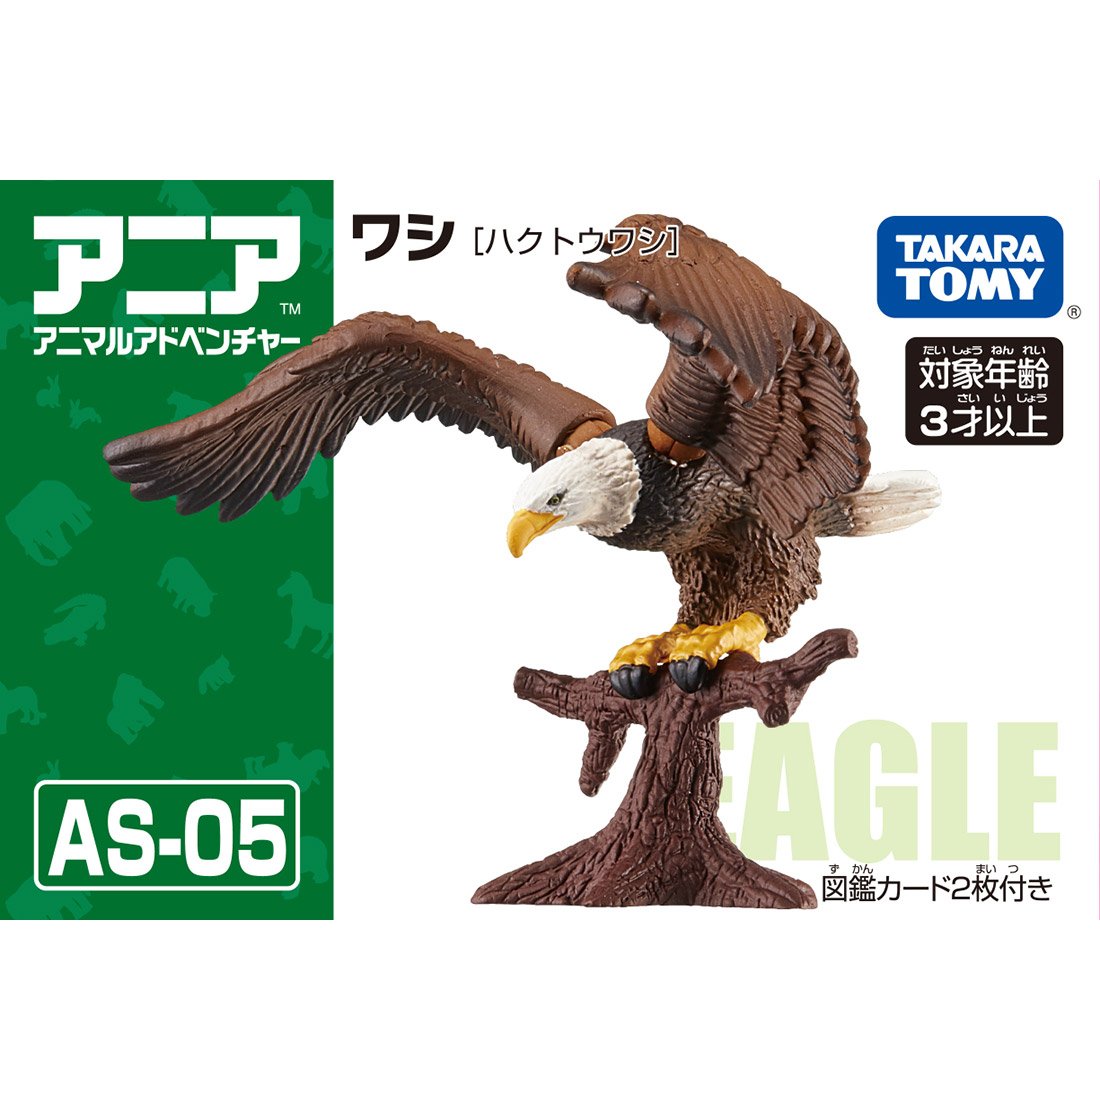 アニア
TM
アニマルアドベンチャー
AS-05
ワシ [ハクトウワシ]
TAKARA
TOMY
®
たいしょうねんれい
対象年齢
さいいじょう
3才以上
EAGLE
ずかん まいつ
図鑑カード2枚付き